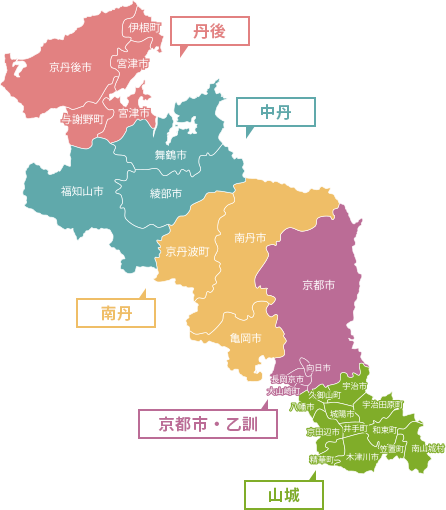 伊根町
丹後
宮津市
京丹後市
中丹
与謝野町
宮津市
舞鶴市
福知山市
綾部市
南丹市
京丹波町
京都市
南丹
亀岡市
向日市
長岡京市
大山崎町
宇治市
久御山町
八幡市
宇治田原町
城陽市
京都市・乙訓
京田辺市
井手町
和束町
笠置町
南山城村
精華町
木津川市
山城